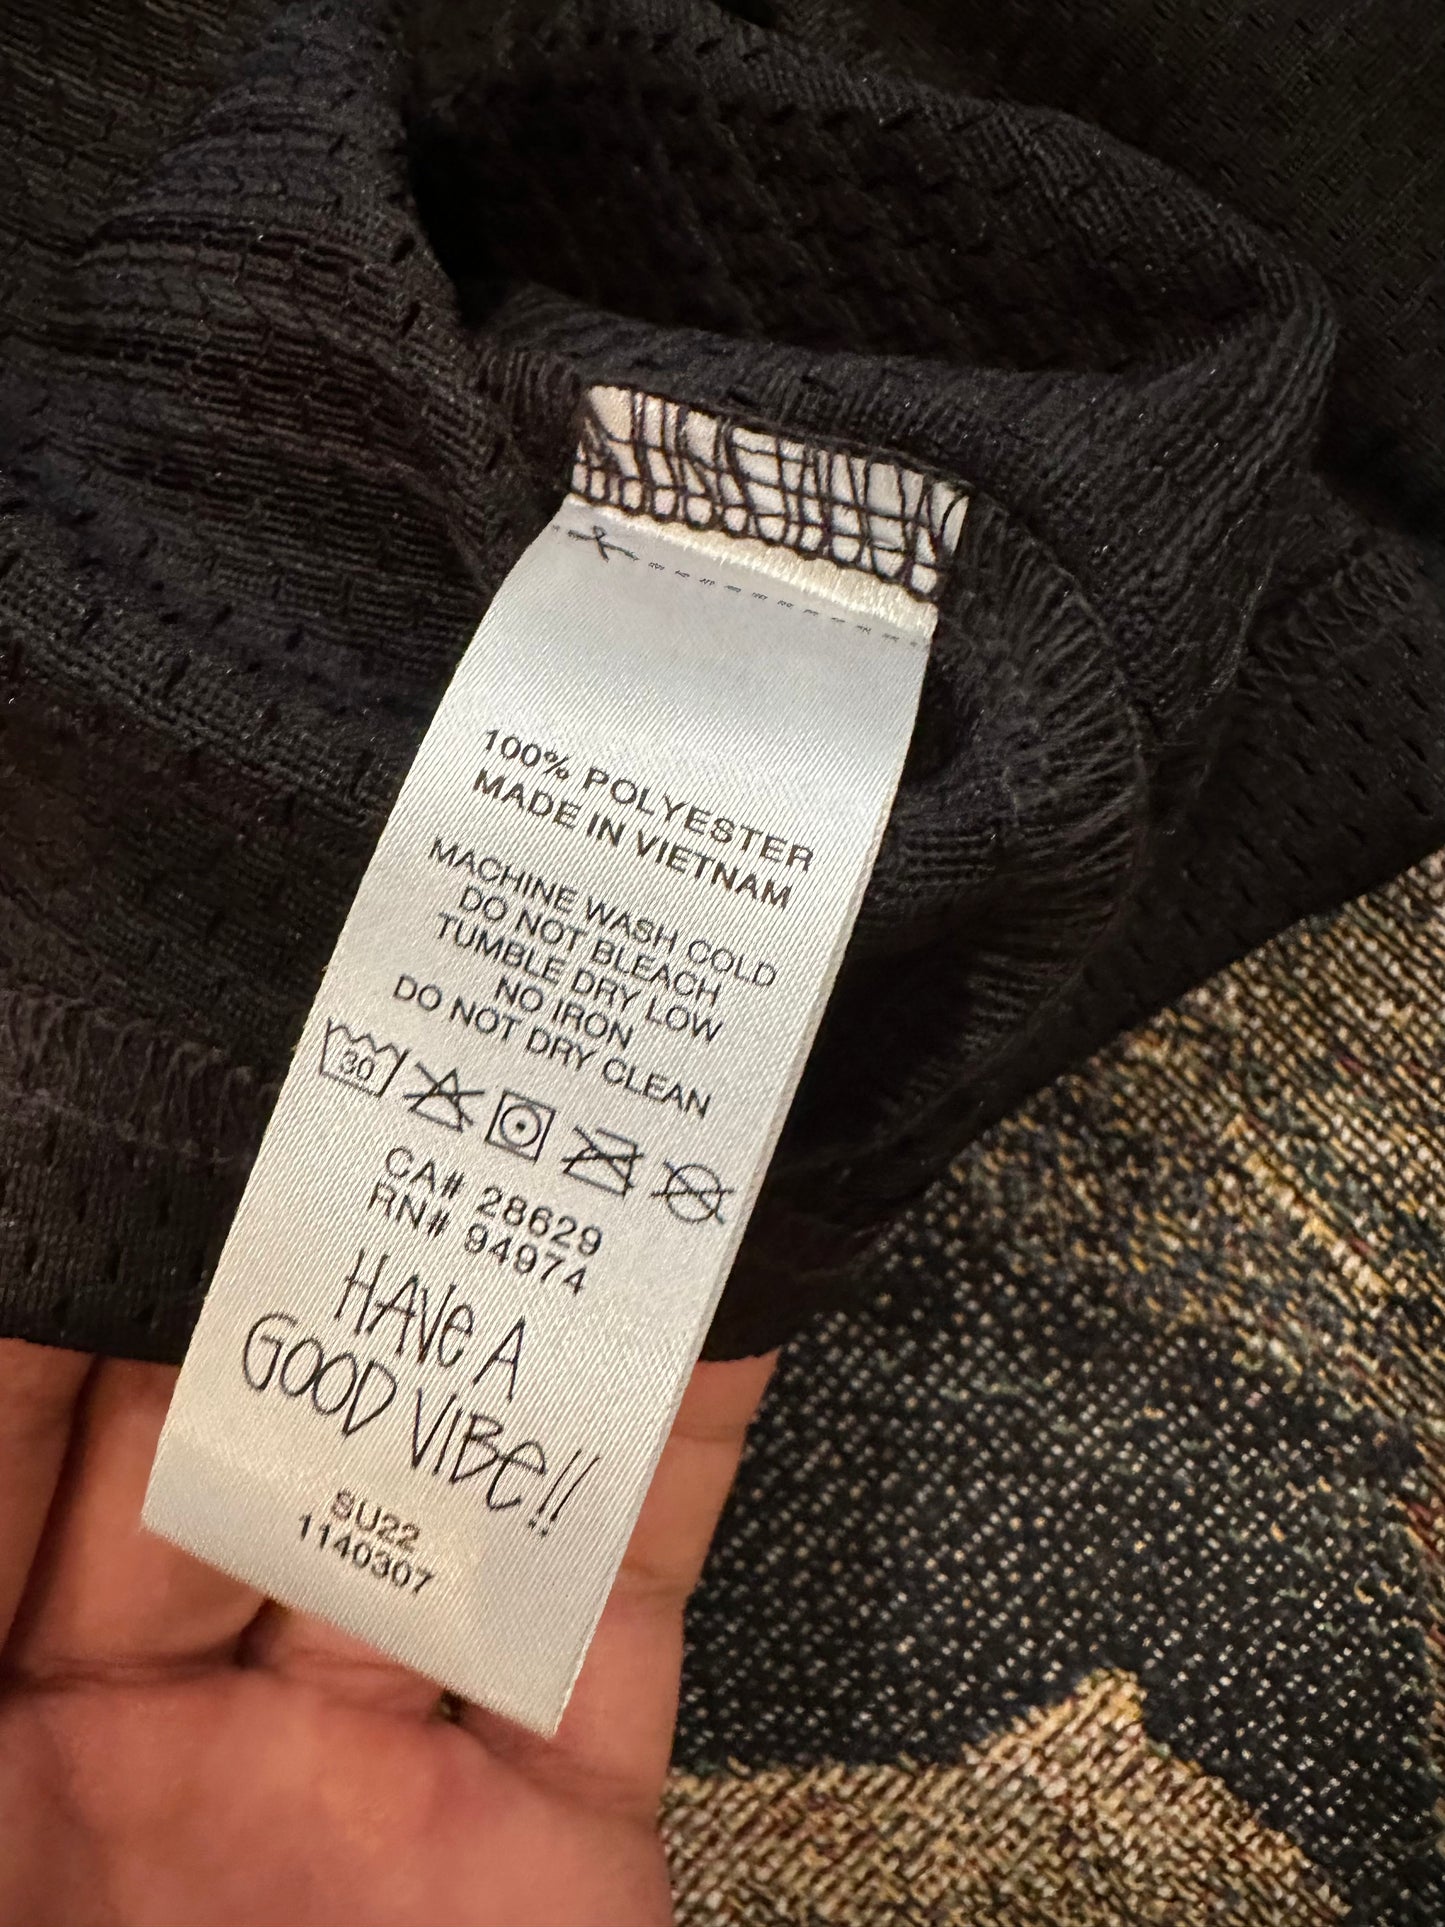 100% POLYESTER
MADE IN VIETNAM
MACHINE WASH COLD
DO NOT BLEACH
TUMBLE DRY LOW
NO IRON
DO NOT DRY CLEAN
30
CA# 28629
RN# 94974
HAVe A
GOOD VIBe!!
SU22
1140307